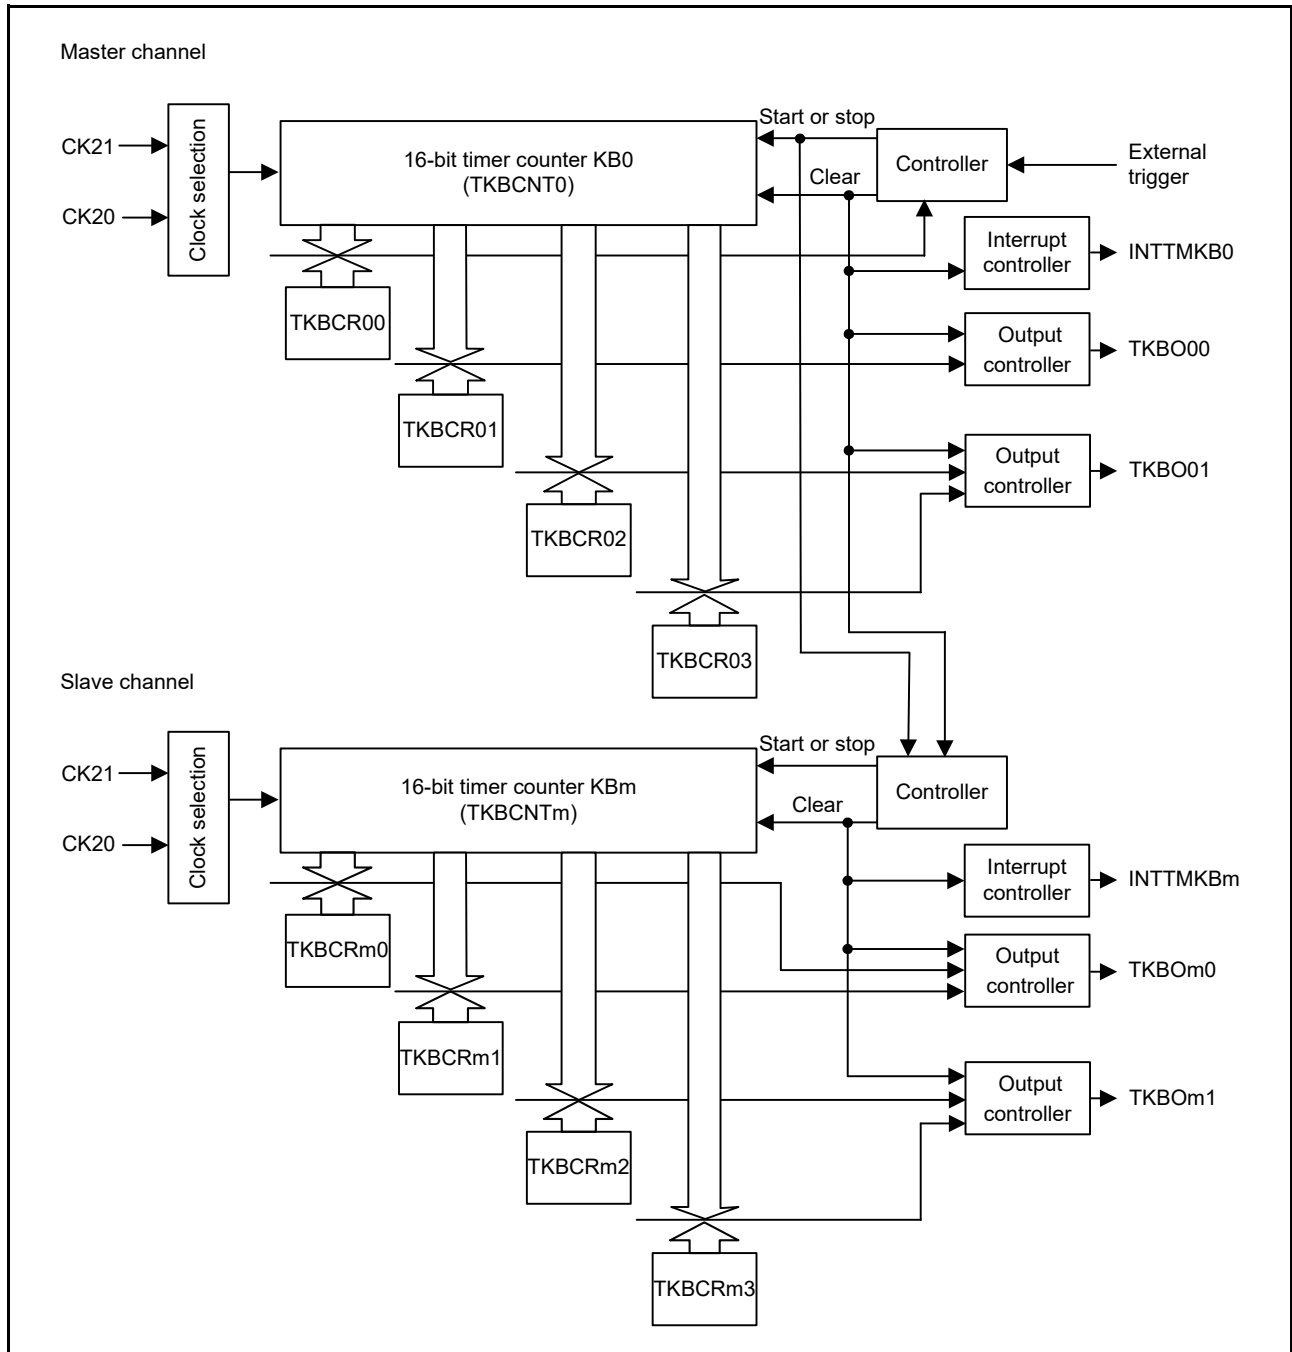 Master channel
CK21
CK20
Clock selection
16-bit timer counter KB0
(TKBCNT0)
Start or stop
Clear
Controller
External
trigger
Interrupt
controller
INTTMKB0
TKBCR00
Output
controller
TKBO00
TKBCR01
Output
controller
TKBO01
TKBCR02
TKBCR03
Slave channel
CK21
CK20
Clock selection
16-bit timer counter KBm
(TKBCNTm)
Start or stop
Clear
Controller
Interrupt
controller
INTTMKBm
TKBCRm0
Output
controller
TKBOm0
TKBCRm1
Output
controller
TKBOm1
TKBCRm2
TKBCRm3